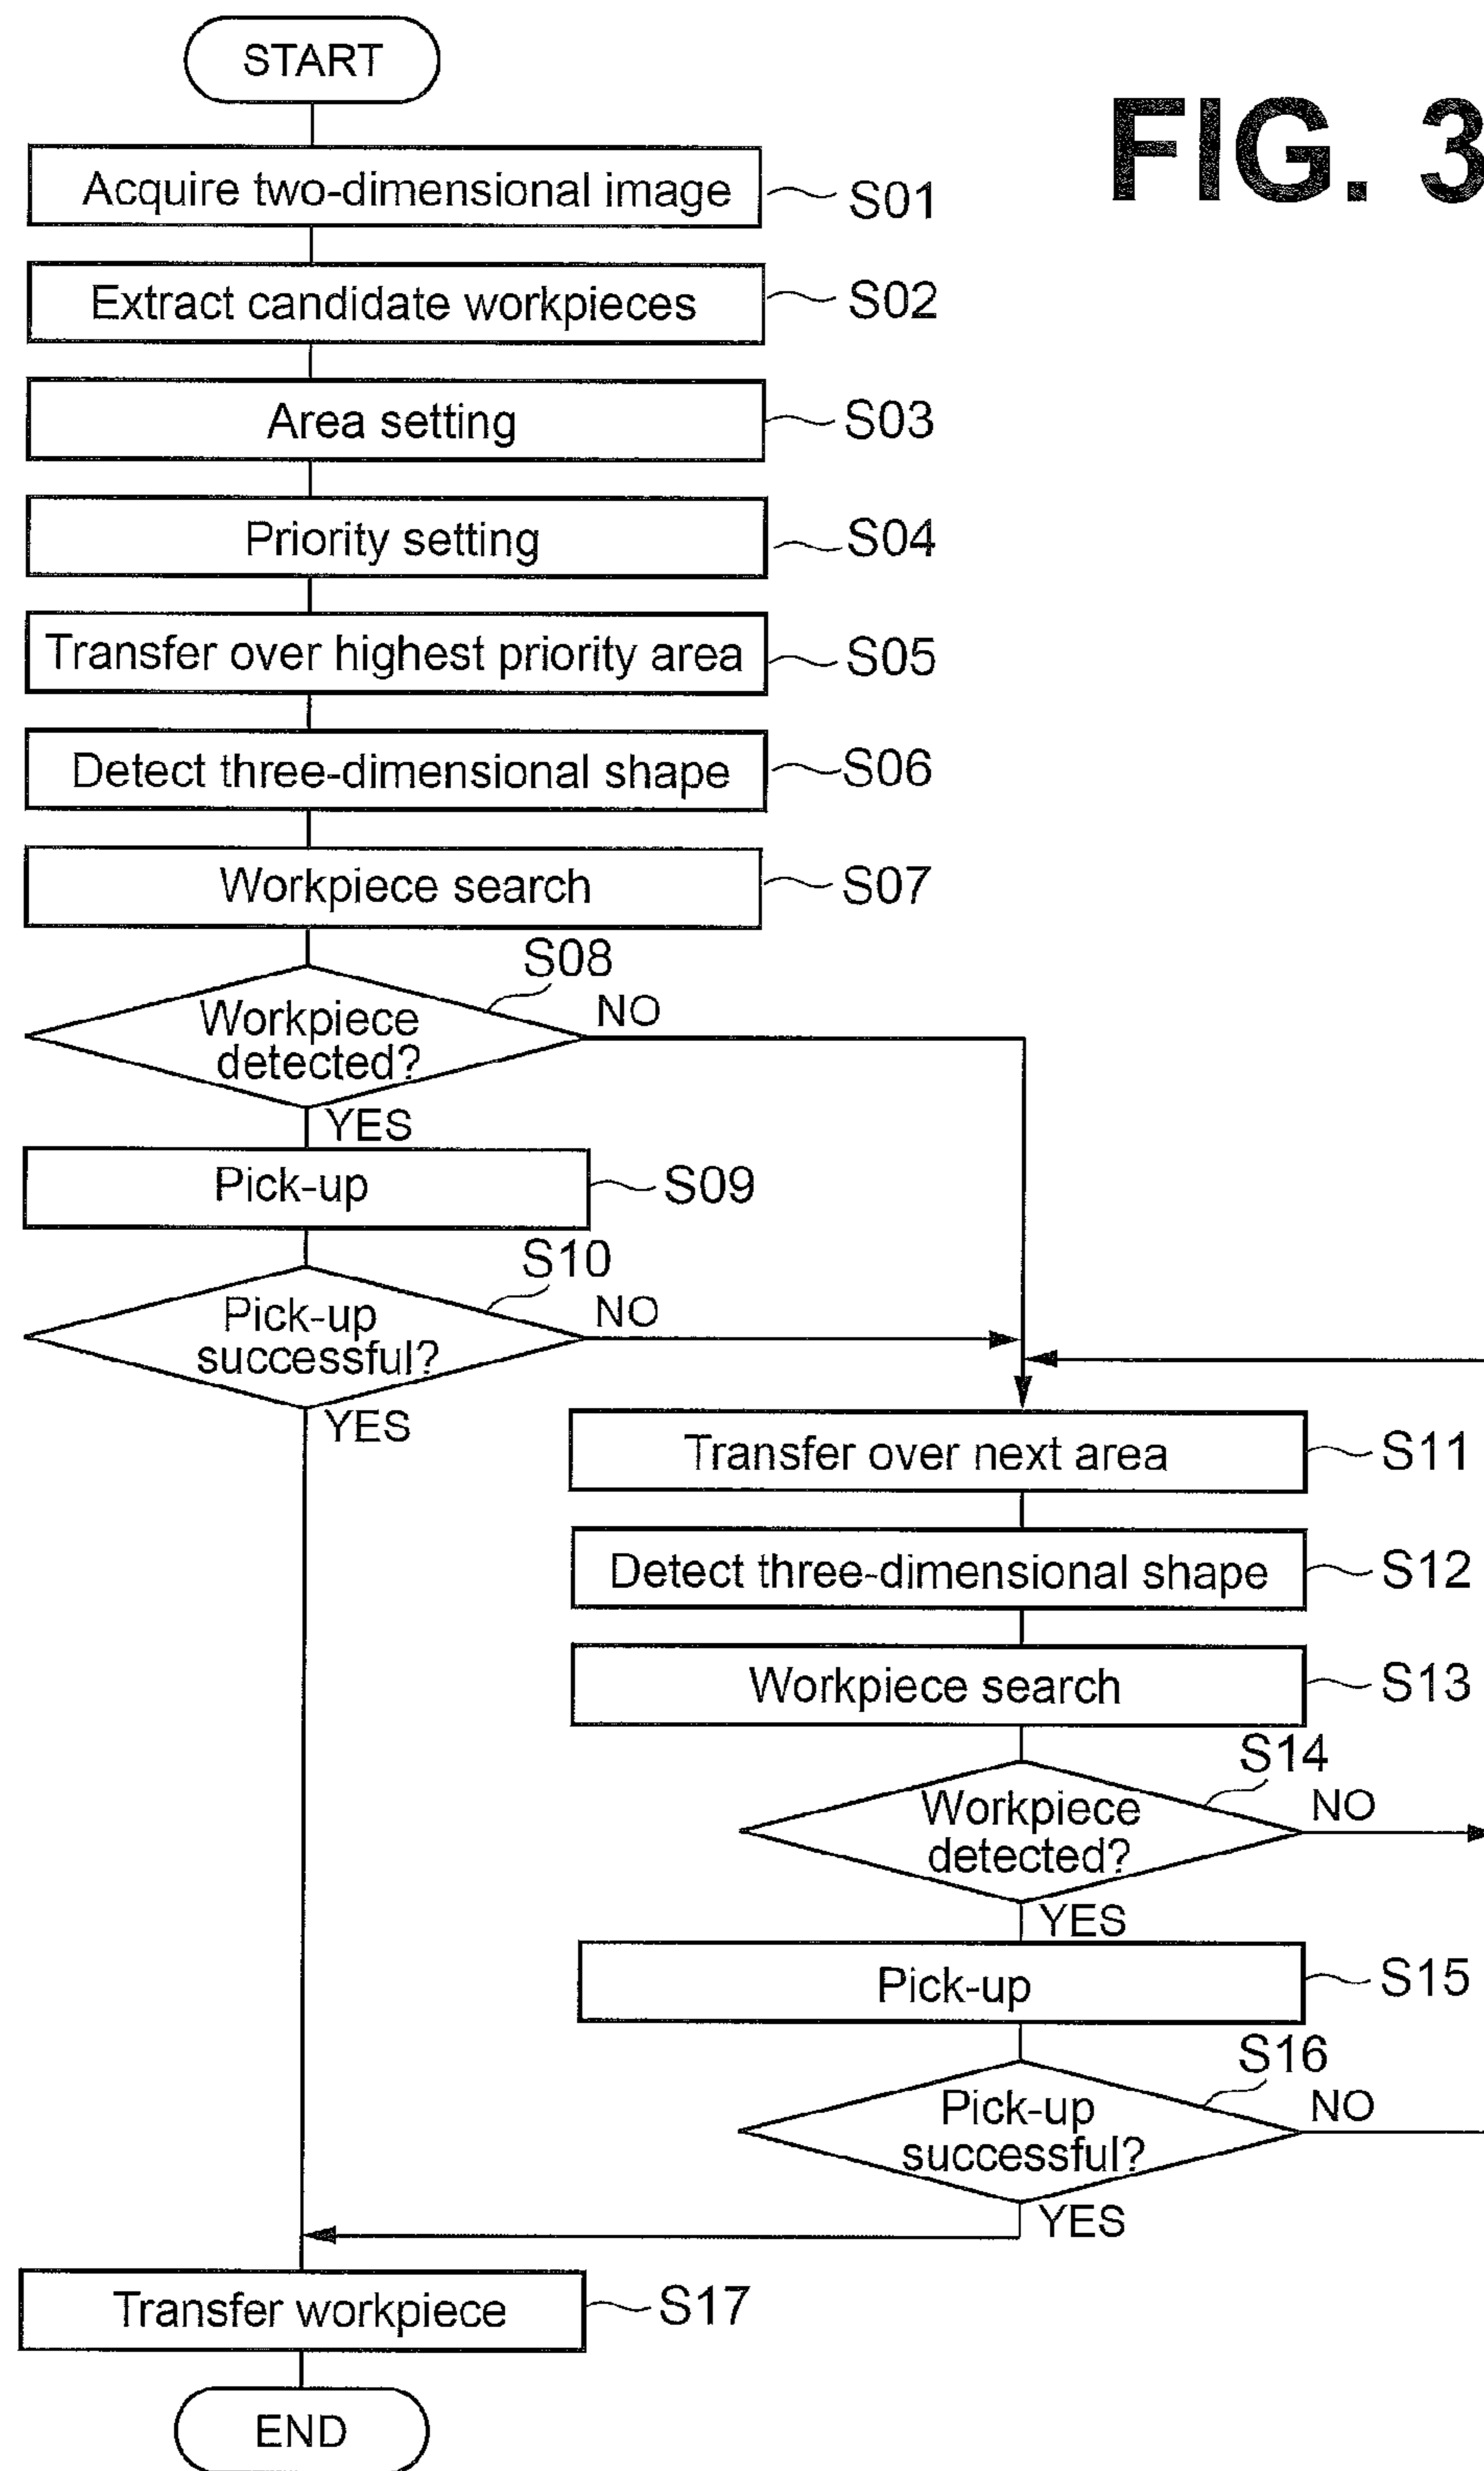 START
FIG. 3
Acquire two-dimensional image
S01
Extract candidate workpieces
S02
Area setting
S03
Priority setting
S04
Transfer over highest priority area
S05
Detect three-dimensional shape
S06
Workpiece search
S07
S08
Workpiece
detected?
NO
YES
Pick-up
S09
S10
Pick-up
successful?
NO
YES
Transfer over next area
S11
Detect three-dimensional shape
S12
Workpiece search
S13
S14
Workpiece
detected?
NO
YES
Pick-up
S15
S16
Pick-up
successful?
NO
YES
Transfer workpiece
S17
END